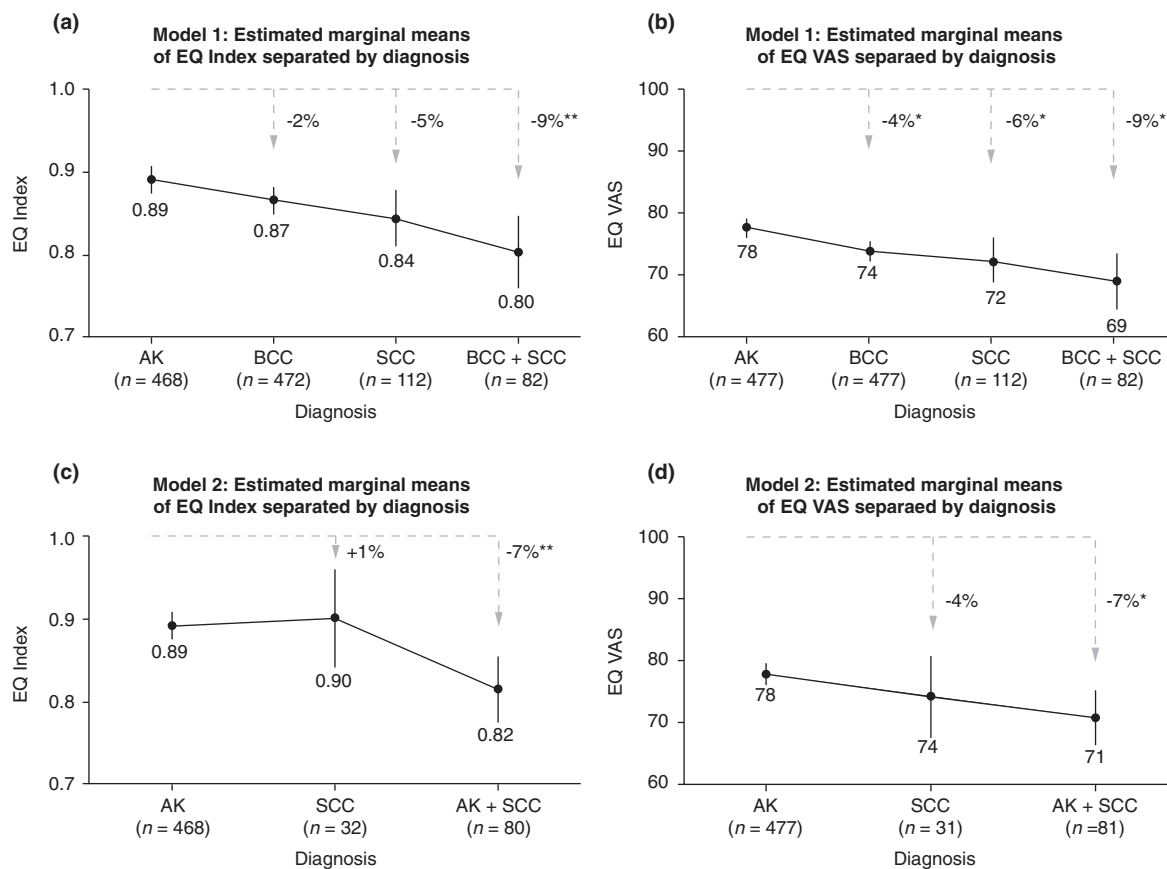 (a)
Model 1: Estimated marginal means
of EQ Index separated by diagnosis
1.0
0.9
0.8
0.7
EQ Index
-2%
-5%
-9%**
0.89
0.87
0.84
0.80
AK
(n = 468)
BCC
(n = 472)
SCC
(n = 112)
BCC + SCC
(n = 82)
Diagnosis
(b)
Model 1: Estimated marginal means
of EQ VAS separaed by daignosis
100
90
80
70
60
EQ VAS
-4%*
-6%*
-9%*
78
74
72
69
AK
(n = 477)
BCC
(n = 477)
SCC
(n = 112)
BCC + SCC
(n = 82)
Diagnosis
(c)
Model 2: Estimated marginal means
of EQ Index separated by diagnosis
1.0
0.9
0.8
0.7
EQ Index
+1%
-7%**
0.89
0.90
0.82
AK
(n = 468)
SCC
(n = 32)
AK + SCC
(n = 80)
Diagnosis
(d)
Model 2: Estimated marginal means
of EQ VAS separaed by daignosis
100
90
80
70
60
EQ VAS
-4%
-7%*
78
74
71
AK
(n = 477)
SCC
(n = 31)
AK + SCC
(n =81)
Diagnosis